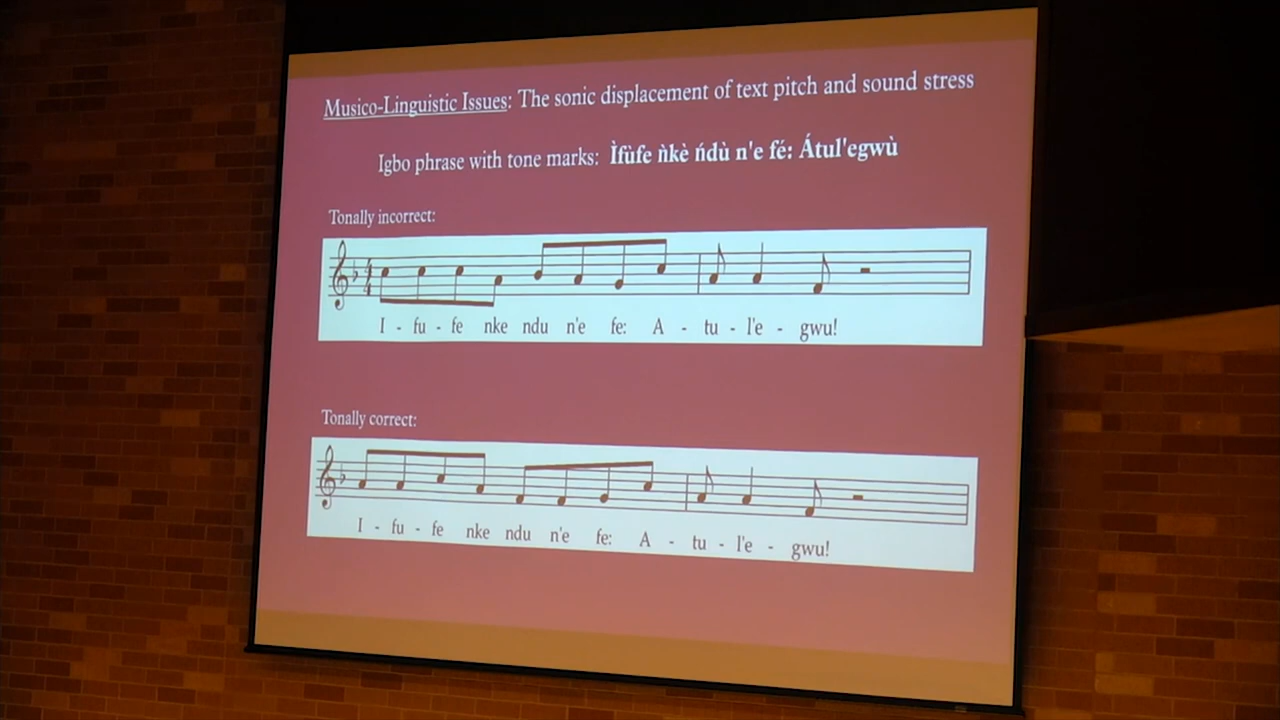 Musico-Linguistic Issues: The sonic displacement of text pitch and sound stress
Igbo phrase with tone marks: Ìfùfe ǹkè ńdù n'e fé: Átul'egwù
Tonally incorrect:
4
4
I - fu - fe nke ndu n'e fe: A - tu - l'e - gwu!
Tonally correct:
I - fu - fe nke ndu n'e fe: A - tu - l'e - gwu!